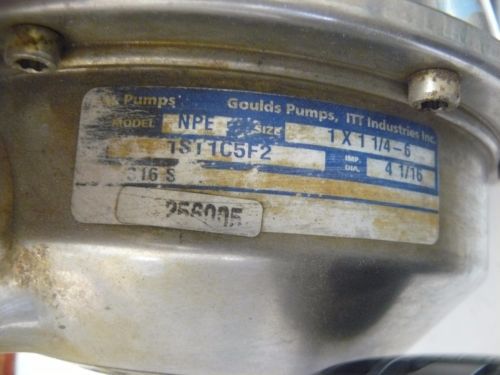 Pumps Goulds Pumps, ITT Industries Inc.
MODEL NPE SIZE 1 X 1 1/4-6
1ST1C5F2 IMP. DIA. 4 1/16
316 S